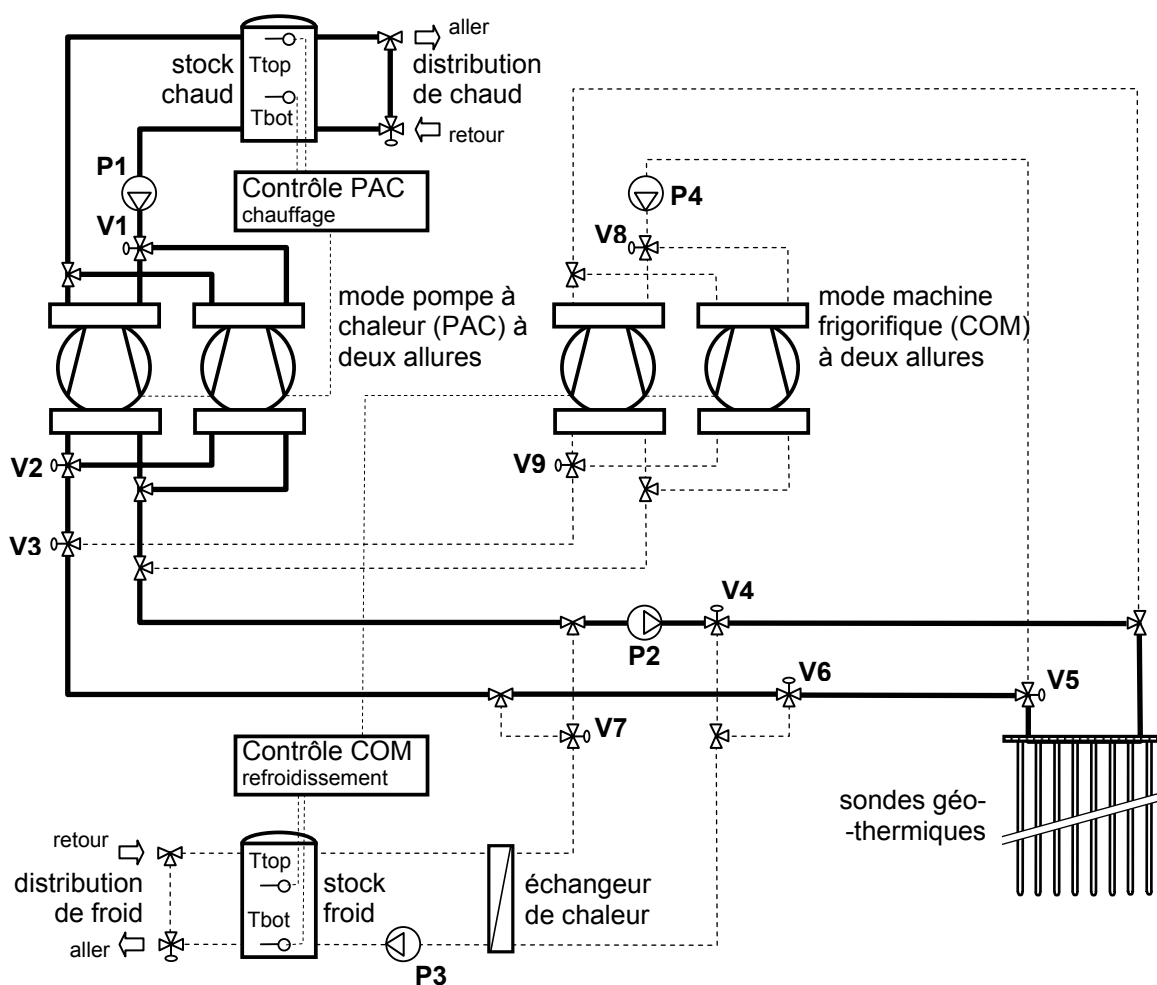 aller
stock
chaud
Ttop
distribution
de chaud
Tbot
retour
P1
Contrôle PAC
chauffage
P4
V1
V8
mode pompe à
chaleur (PAC) à
deux allures
mode machine
frigorifique (COM)
à deux allures
V2
V9
V3
V4
P2
V6
V5
V7
Contrôle COM
refroidissement
sondes géo-
-thermiques
retour
Ttop
distribution
de froid
stock
froid
échangeur
de chaleur
Tbot
aller
P3